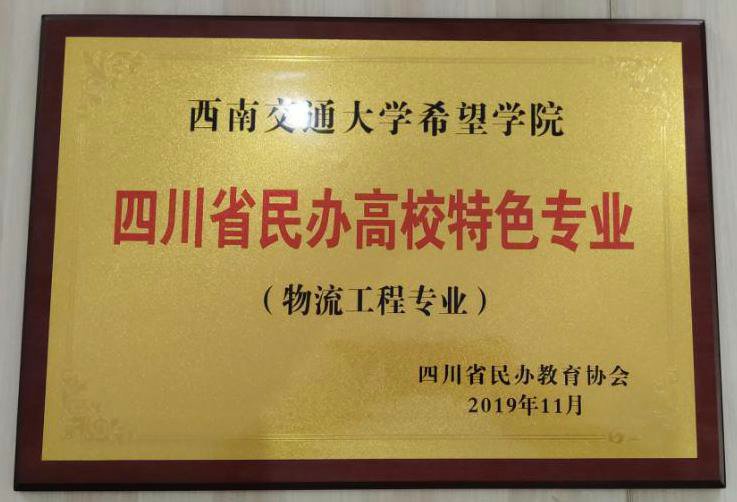 西南交通大学希望学院
四川省民办高校特色专业
（物流工程专业）
四川省民办教育协会
2019年11月